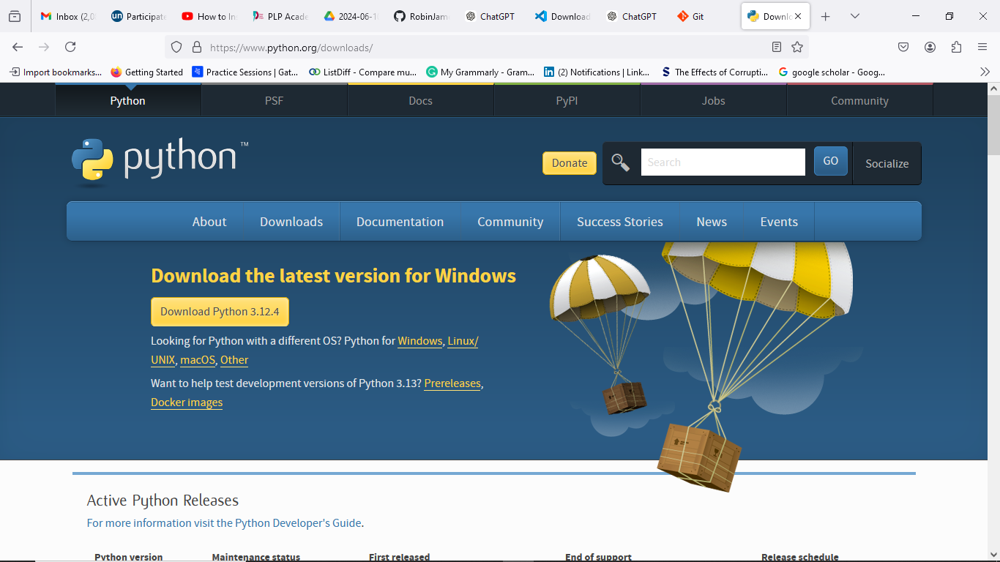 Inbox (2,0
Participate
How to Ins
PLP Acade
2024-06-1
RobinJame
ChatGPT
Download
ChatGPT
Git
Downlo
https://www.python.org/downloads/
Import bookmarks...
Getting Started
Practice Sessions | Gat...
ListDiff - Compare mu...
My Grammarly - Gram...
(2) Notifications | Link...
The Effects of Corrupti...
google scholar - Goog...
Python
PSF
Docs
PyPI
Jobs
Community
python™
Donate
Search
GO
Socialize
About
Downloads
Documentation
Community
Success Stories
News
Events
Download the latest version for Windows
Download Python 3.12.4
Looking for Python with a different OS? Python for Windows, Linux/
UNIX, macOS, Other
Want to help test development versions of Python 3.13? Prereleases,
Docker images
Active Python Releases
For more information visit the Python Developer's Guide.
Python version
Maintenance status
First released
End of support
Release schedule